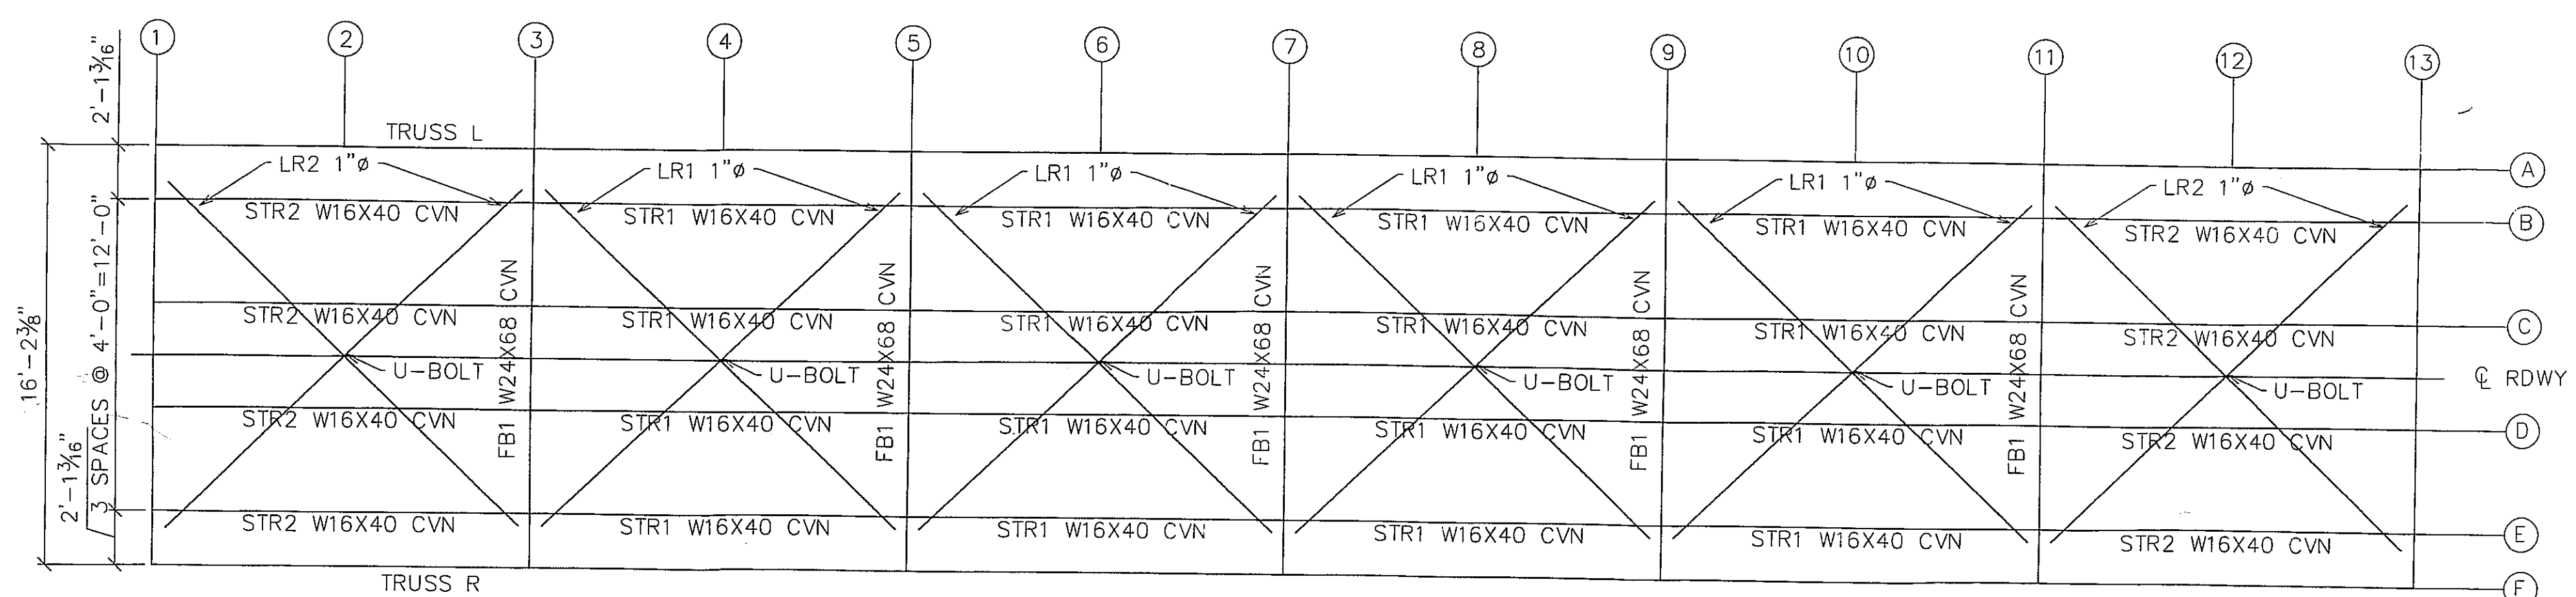 1 2 3 4 5 6 7 8 9 10 11 12 13
2'-1 3/16"
TRUSS L
A
LR2 1"ø
LR1 1"ø
LR1 1"ø
LR1 1"ø
LR1 1"ø
LR2 1"ø
STR2 W16X40 CVN
STR1 W16X40 CVN
STR1 W16X40 CVN
STR1 W16X40 CVN
STR1 W16X40 CVN
STR2 W16X40 CVN
B
16'-2 3/8"
3 SPACES @ 4'-0"=12'-0"
FB1 W24X68 CVN
FB1 W24X68 CVN
FB1 W24X68 CVN
FB1 W24X68 CVN
FB1 W24X68 CVN
STR2 W16X40 CVN
STR1 W16X40 CVN
STR1 W16X40 CVN
STR1 W16X40 CVN
STR1 W16X40 CVN
STR2 W16X40 CVN
C
U-BOLT
U-BOLT
U-BOLT
U-BOLT
U-BOLT
U-BOLT
℄ RDWY
STR2 W16X40 CVN
STR1 W16X40 CVN
STR1 W16X40 CVN
STR1 W16X40 CVN
STR1 W16X40 CVN
STR2 W16X40 CVN
D
2'-1 3/16"
STR2 W16X40 CVN
STR1 W16X40 CVN
STR1 W16X40 CVN
STR1 W16X40 CVN
STR1 W16X40 CVN
STR2 W16X40 CVN
E
TRUSS R
F